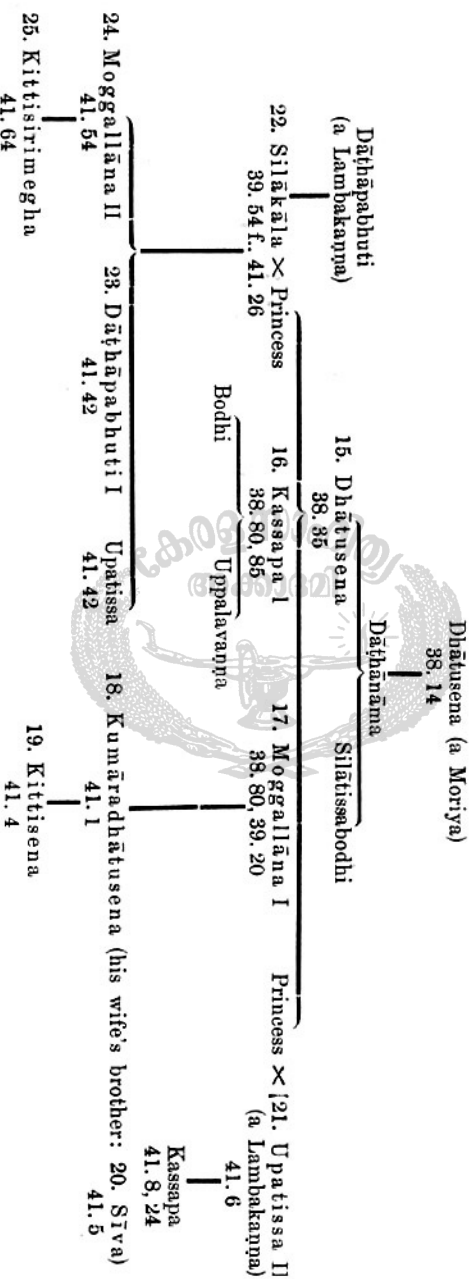 Dhātusena (a Moriya)
38. 14
Dāṭhānāma
Dāṭhāpabhuti
(a Lambakaṇṇa)
15. Dhātusena
38. 35
Silātissabodhi
22. Silākāla × Princess
39. 54 f.. 41. 26
16. Kassapa I
38. 80, 85
17. Moggallāna I
38. 80, 39. 20
Princess × [21. Upatissa II
41. 6
(a Lambakaṇṇa)
Bodhi Uppalavaṇṇa
Kassapa
41. 8, 24
24. Moggallāna II
41. 54
23. Dāṭhāpabhuti I
41. 42
Upatissa
41. 42
18. Kumāradhātusena (his wife's brother: 20. Sīva)
41. 1
41. 5
25. Kittisirimegha
41. 64
19. Kittisena
41. 4
കേരള സാഹിത്യ
അക്കാദമി